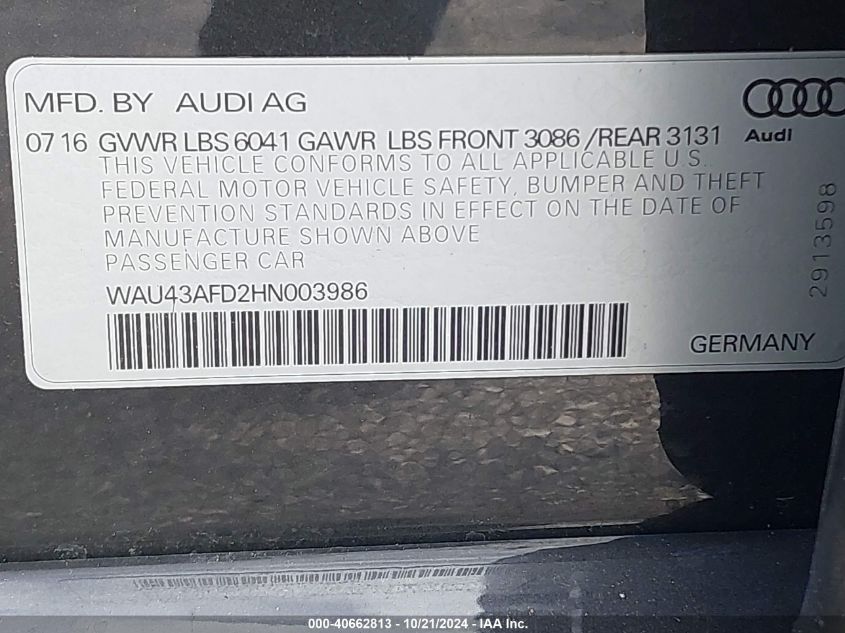 MFD. BY AUDI AG
Audi
07 16 GVWR LBS 6041 GAWR LBS FRONT 3086 /REAR 3131
THIS VEHICLE CONFORMS TO ALL APPLICABLE U.S.
FEDERAL MOTOR VEHICLE SAFETY, BUMPER AND THEFT
PREVENTION STANDARDS IN EFFECT ON THE DATE OF
MANUFACTURE SHOWN ABOVE
PASSENGER CAR
WAU43AFD2HN003986
GERMANY
2913598
000-40662813 - 10/21/2024 - IAA Inc.